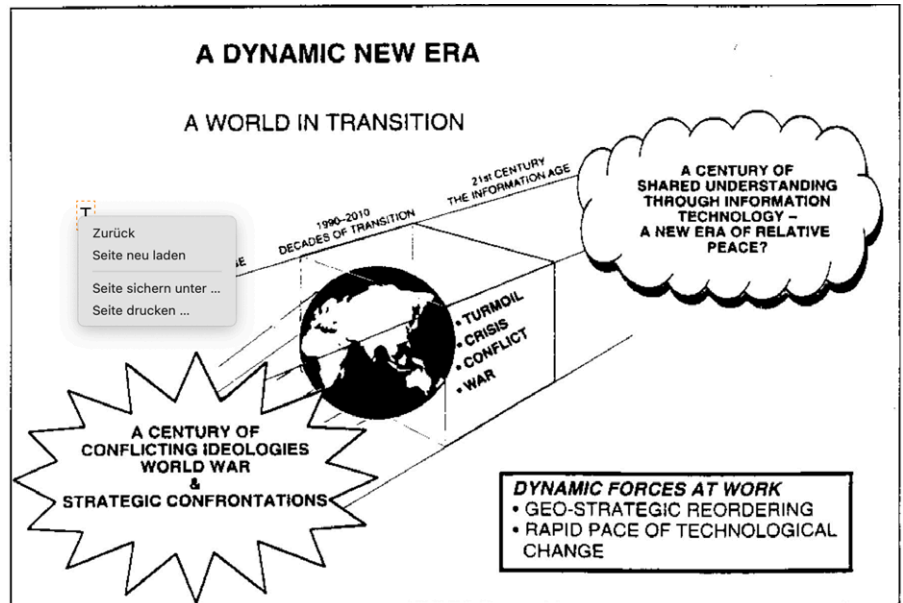 A DYNAMIC NEW ERA
A WORLD IN TRANSITION
T
Zurück
Seite neu laden
Seite sichern unter ...
Seite drucken ...
1990–2010
DECADES OF TRANSITION
21st CENTURY
THE INFORMATION AGE
A CENTURY OF
SHARED UNDERSTANDING
THROUGH INFORMATION
TECHNOLOGY –
A NEW ERA OF RELATIVE
PEACE?
• TURMOIL
• CRISIS
• CONFLICT
• WAR
A CENTURY OF
CONFLICTING IDEOLOGIES
WORLD WAR
&
STRATEGIC CONFRONTATIONS
DYNAMIC FORCES AT WORK
• GEO-STRATEGIC REORDERING
• RAPID PACE OF TECHNOLOGICAL
CHANGE